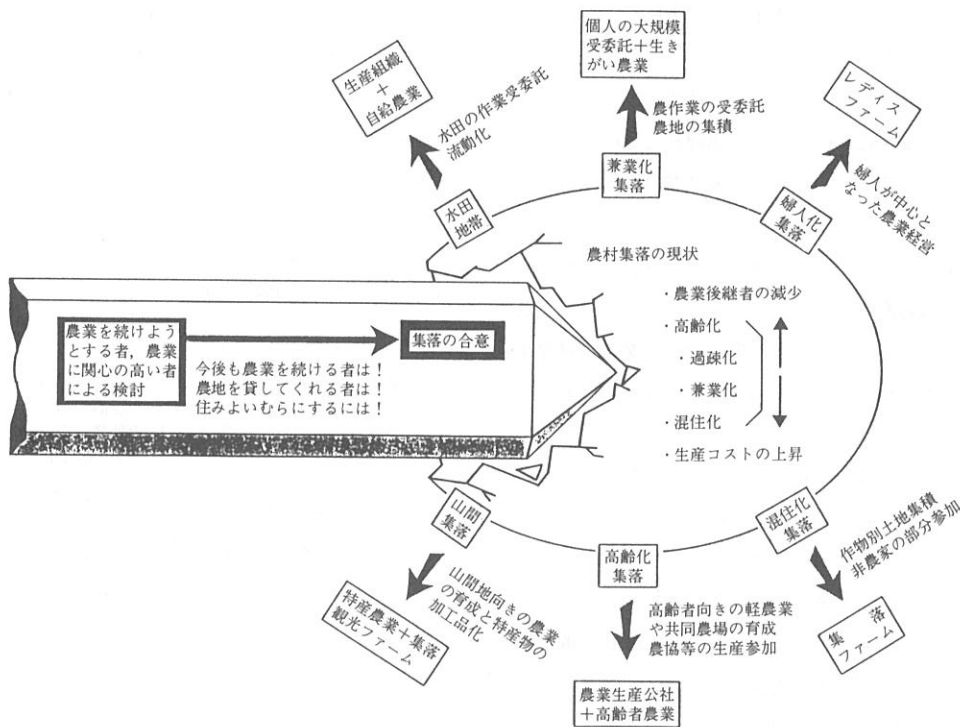 個人の大規模
受委託＋生き
がい農業
農作業の受委託
農地の集積
兼業化
集落
生産組織
＋
自給農業
水田の作業受委託
流動化
水田
地帯
レディス
ファーム
婦人が中心と
なった農業経営
婦人化
集落
農村集落の現状
・農業後継者の減少
・高齢化
・過疎化
・兼業化
・混住化
・生産コストの上昇
農業を続けよう
とする者，農業
に関心の高い者
による検討
集落の合意
今後も農業を続ける者は！
農地を貸してくれる者は！
住みよいむらにするには！
山間
集落
山間地向きの農業
の育成と特産物の
加工品化
特産農業＋集落
観光ファーム
高齢化
集落
高齢者向きの軽農業
や共同農場の育成
農協等の生産参加
農業生産公社
＋高齢者農業
混住化
集落
作物別土地集積
非農家の部分参加
集落
ファーム